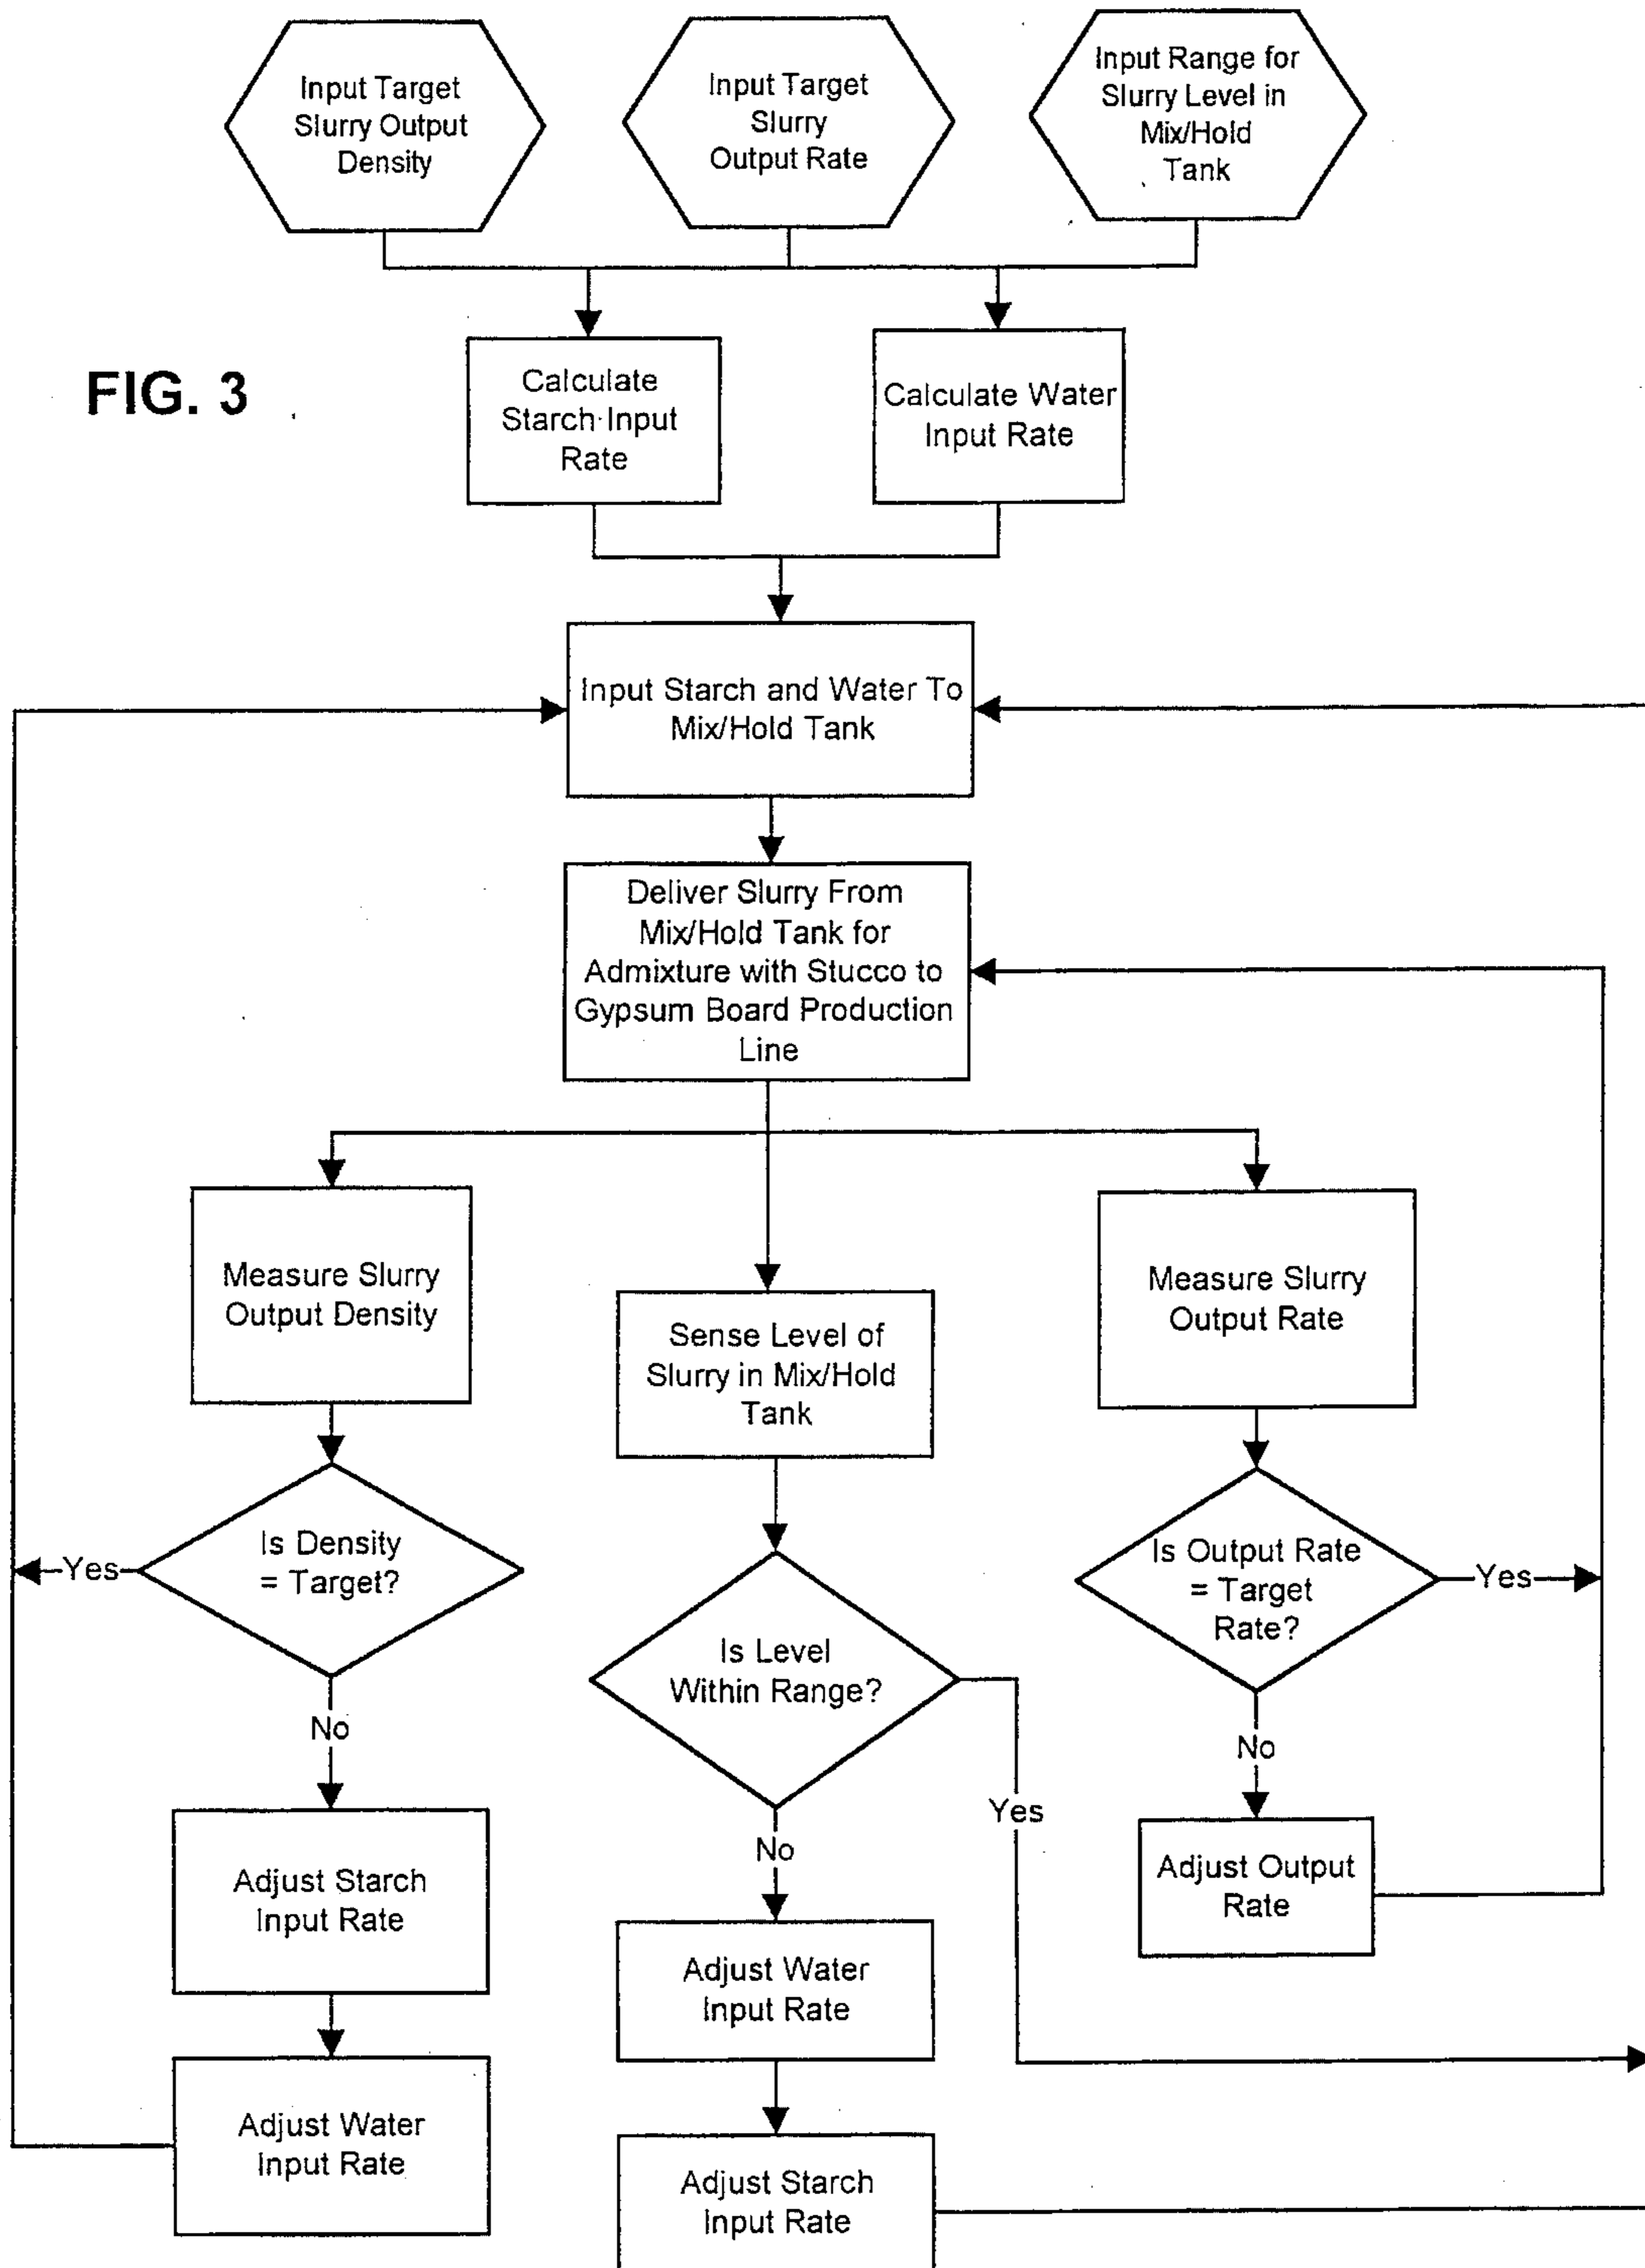 Input Target
Slurry Output
Density
Input Target
Slurry
Output Rate
Input Range for
Slurry Level in
Mix/Hold
Tank
FIG. 3
Calculate
Starch Input
Rate
Calculate Water
Input Rate
Input Starch and Water To
Mix/Hold Tank
Deliver Slurry From
Mix/Hold Tank for
Admixture with Stucco to
Gypsum Board Production
Line
Measure Slurry
Output Density
Sense Level of
Slurry in Mix/Hold
Tank
Measure Slurry
Output Rate
Is Density
= Target?
Yes
No
Is Level
Within Range?
Yes
No
Is Output Rate
= Target
Rate?
Yes
No
Adjust Starch
Input Rate
Adjust Water
Input Rate
Adjust Water
Input Rate
Adjust Starch
Input Rate
Adjust Output
Rate